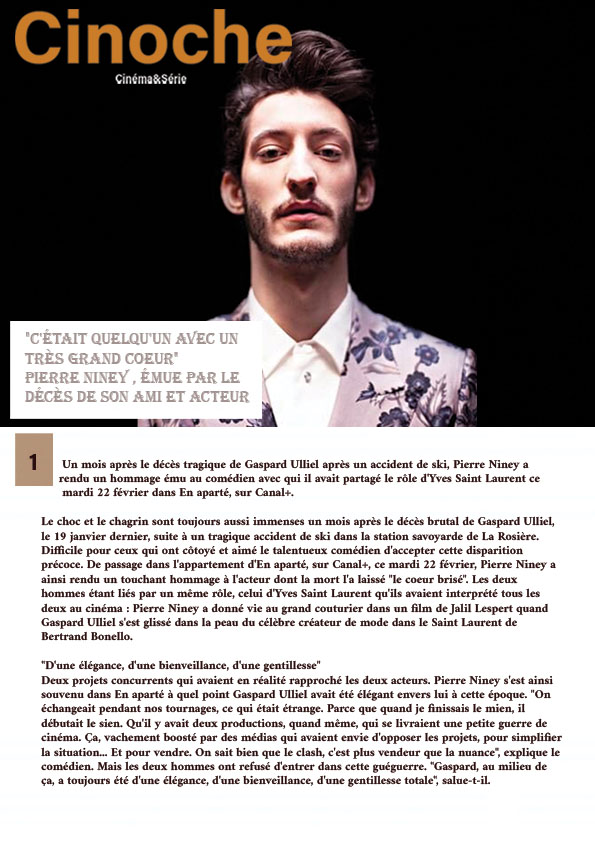 Cinoche
Cinéma&Série
"C'ÉTAIT QUELQU'UN AVEC UN
TRÈS GRAND COEUR"
PIERRE NINEY , ÉMUE PAR LE
DÉCÈS DE SON AMI ET ACTEUR
1
Un mois après le décès tragique de Gaspard Ulliel après un accident de ski, Pierre Niney a
rendu un hommage ému au comédien avec qui il avait partagé le rôle d'Yves Saint Laurent ce
mardi 22 février dans En aparté, sur Canal+.
Le choc et le chagrin sont toujours aussi immenses un mois après le décès brutal de Gaspard Ulliel,
le 19 janvier dernier, suite à un tragique accident de ski dans la station savoyarde de La Rosière.
Difficile pour ceux qui ont côtoyé et aimé le talentueux comédien d'accepter cette disparition
précoce. De passage dans l'appartement d'En aparté, sur Canal+, ce mardi 22 février, Pierre Niney a
ainsi rendu un touchant hommage à l'acteur dont la mort l'a laissé "le coeur brisé". Les deux
hommes étant liés par un même rôle, celui d'Yves Saint Laurent qu'ils avaient interprété tous les
deux au cinéma : Pierre Niney a donné vie au grand couturier dans un film de Jalil Lespert quand
Gaspard Ulliel s'est glissé dans la peau du célèbre créateur de mode dans le Saint Laurent de
Bertrand Bonello.
"D'une élégance, d'une bienveillance, d'une gentillesse"
Deux projets concurrents qui avaient en réalité rapproché les deux acteurs. Pierre Niney s'est ainsi
souvenu dans En aparté à quel point Gaspard Ulliel avait été élégant envers lui à cette époque. "On
échangeait pendant nos tournages, ce qui était étrange. Parce que quand je finissais le mien, il
débutait le sien. Qu'il y avait deux productions, quand même, qui se livraient une petite guerre de
cinéma. Ça, vachement boosté par des médias qui avaient envie d'opposer les projets, pour simplifier
la situation... Et pour vendre. On sait bien que le clash, c'est plus vendeur que la nuance", explique le
comédien. Mais les deux hommes ont refusé d'entrer dans cette guéguerre. "Gaspard, au milieu de
ça, a toujours été d'une élégance, d'une bienveillance, d'une gentillesse totale", salue-t-il.